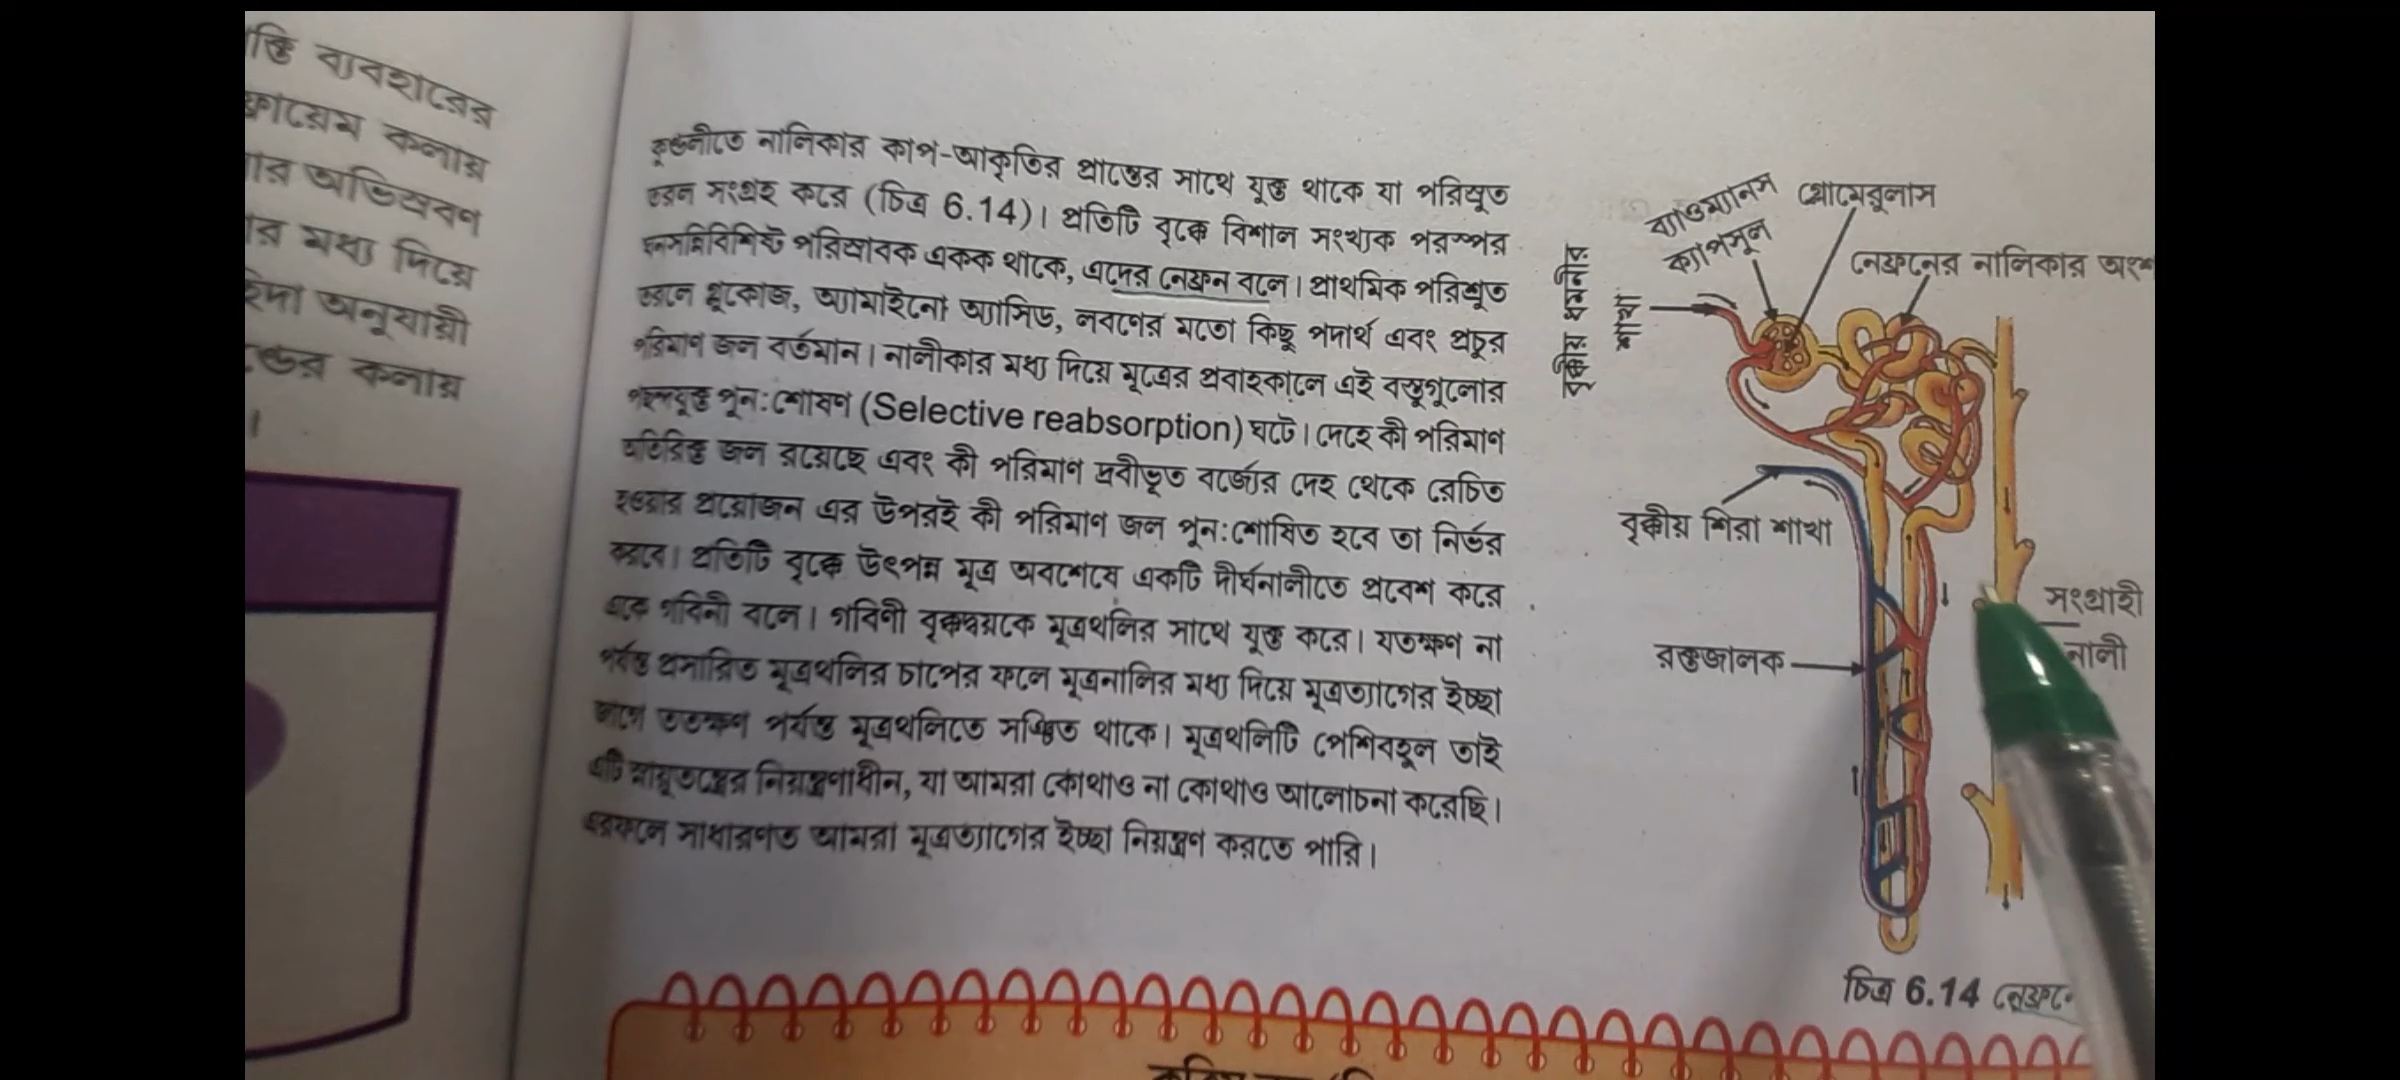 ক্তি ব্যবহারের
ফ্লোয়েম কলায়
ার অভিস্রবণ
ার মধ্য দিয়ে
হিদা অনুযায়ী
ন্ডের কলায়
।
কুণ্ডলীতে নালিকার কাপ-আকৃতির প্রান্তের সাথে যুক্ত থাকে যা পরিস্রুত
তরল সংগ্রহ করে (চিত্র 6.14)। প্রতিটি বৃক্কে বিশাল সংখ্যক পরস্পর
ঘনসন্নিবিশিষ্ট পরিস্রাবক একক থাকে, এদের নেফ্রন বলে। প্রাথমিক পরিশ্রুত
তরলে গ্লুকোজ, অ্যামাইনো অ্যাসিড, লবণের মতো কিছু পদার্থ এবং প্রচুর
পরিমাণ জল বর্তমান। নালীকার মধ্য দিয়ে মূত্রের প্রবাহকালে এই বস্তুগুলোর
পছন্দযুক্ত পুন:শোষণ (Selective reabsorption) ঘটে। দেহে কী পরিমাণ
অতিরিক্ত জল রয়েছে এবং কী পরিমাণ দ্রবীভূত বর্জ্যের দেহ থেকে রেচিত
হওয়ার প্রয়োজন এর উপরই কী পরিমাণ জল পুন:শোষিত হবে তা নির্ভর
করবে। প্রতিটি বৃক্কে উৎপন্ন মূত্র অবশেষে একটি দীর্ঘনালীতে প্রবেশ করে
একে গবিনী বলে। গবিণী বৃক্কদ্বয়কে মূত্রথলির সাথে যুক্ত করে। যতক্ষণ না
পর্যন্ত প্রসারিত মূত্রথলির চাপের ফলে মূত্রনালির মধ্য দিয়ে মূত্রত্যাগের ইচ্ছা
জাগে ততক্ষণ পর্যন্ত মূত্রথলিতে সঞ্চিত থাকে। মূত্রথলিটি পেশিবহুল তাই
এটি স্নায়ুতন্ত্রের নিয়ন্ত্রণাধীন, যা আমরা কোথাও না কোথাও আলোচনা করেছি।
এরফলে সাধারণত আমরা মূত্রত্যাগের ইচ্ছা নিয়ন্ত্রণ করতে পারি।
ব্যাওম্যানস
ক্যাপসুল
গ্লোমেরুলাস
নেফ্রনের নালিকার অংশ
বৃক্কীয় ধমনীর
শাখা
বৃক্কীয় শিরা শাখা
সংগ্রাহী
নালী
রক্তজালক
চিত্র 6.14